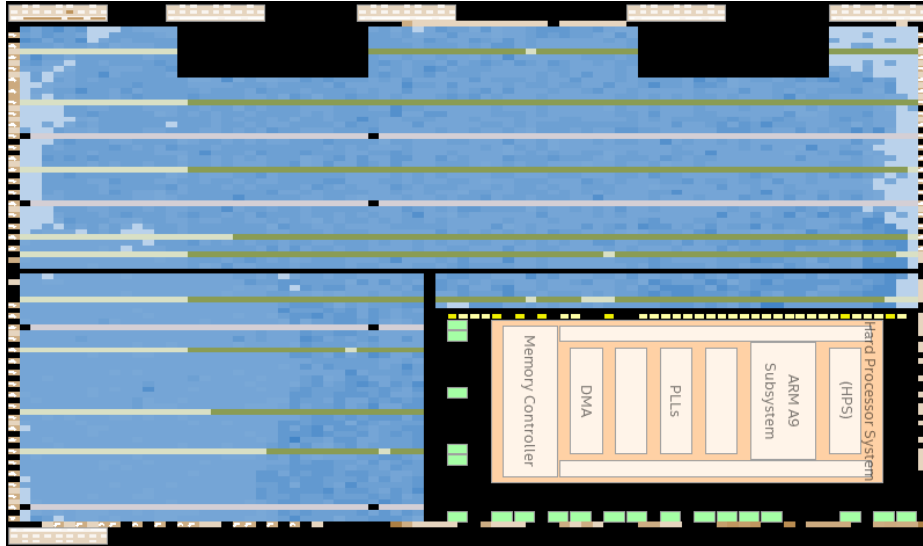 Memory Controller
DMA
PLLs
ARM A9
Subsystem
(HPS)
Hard Processor System